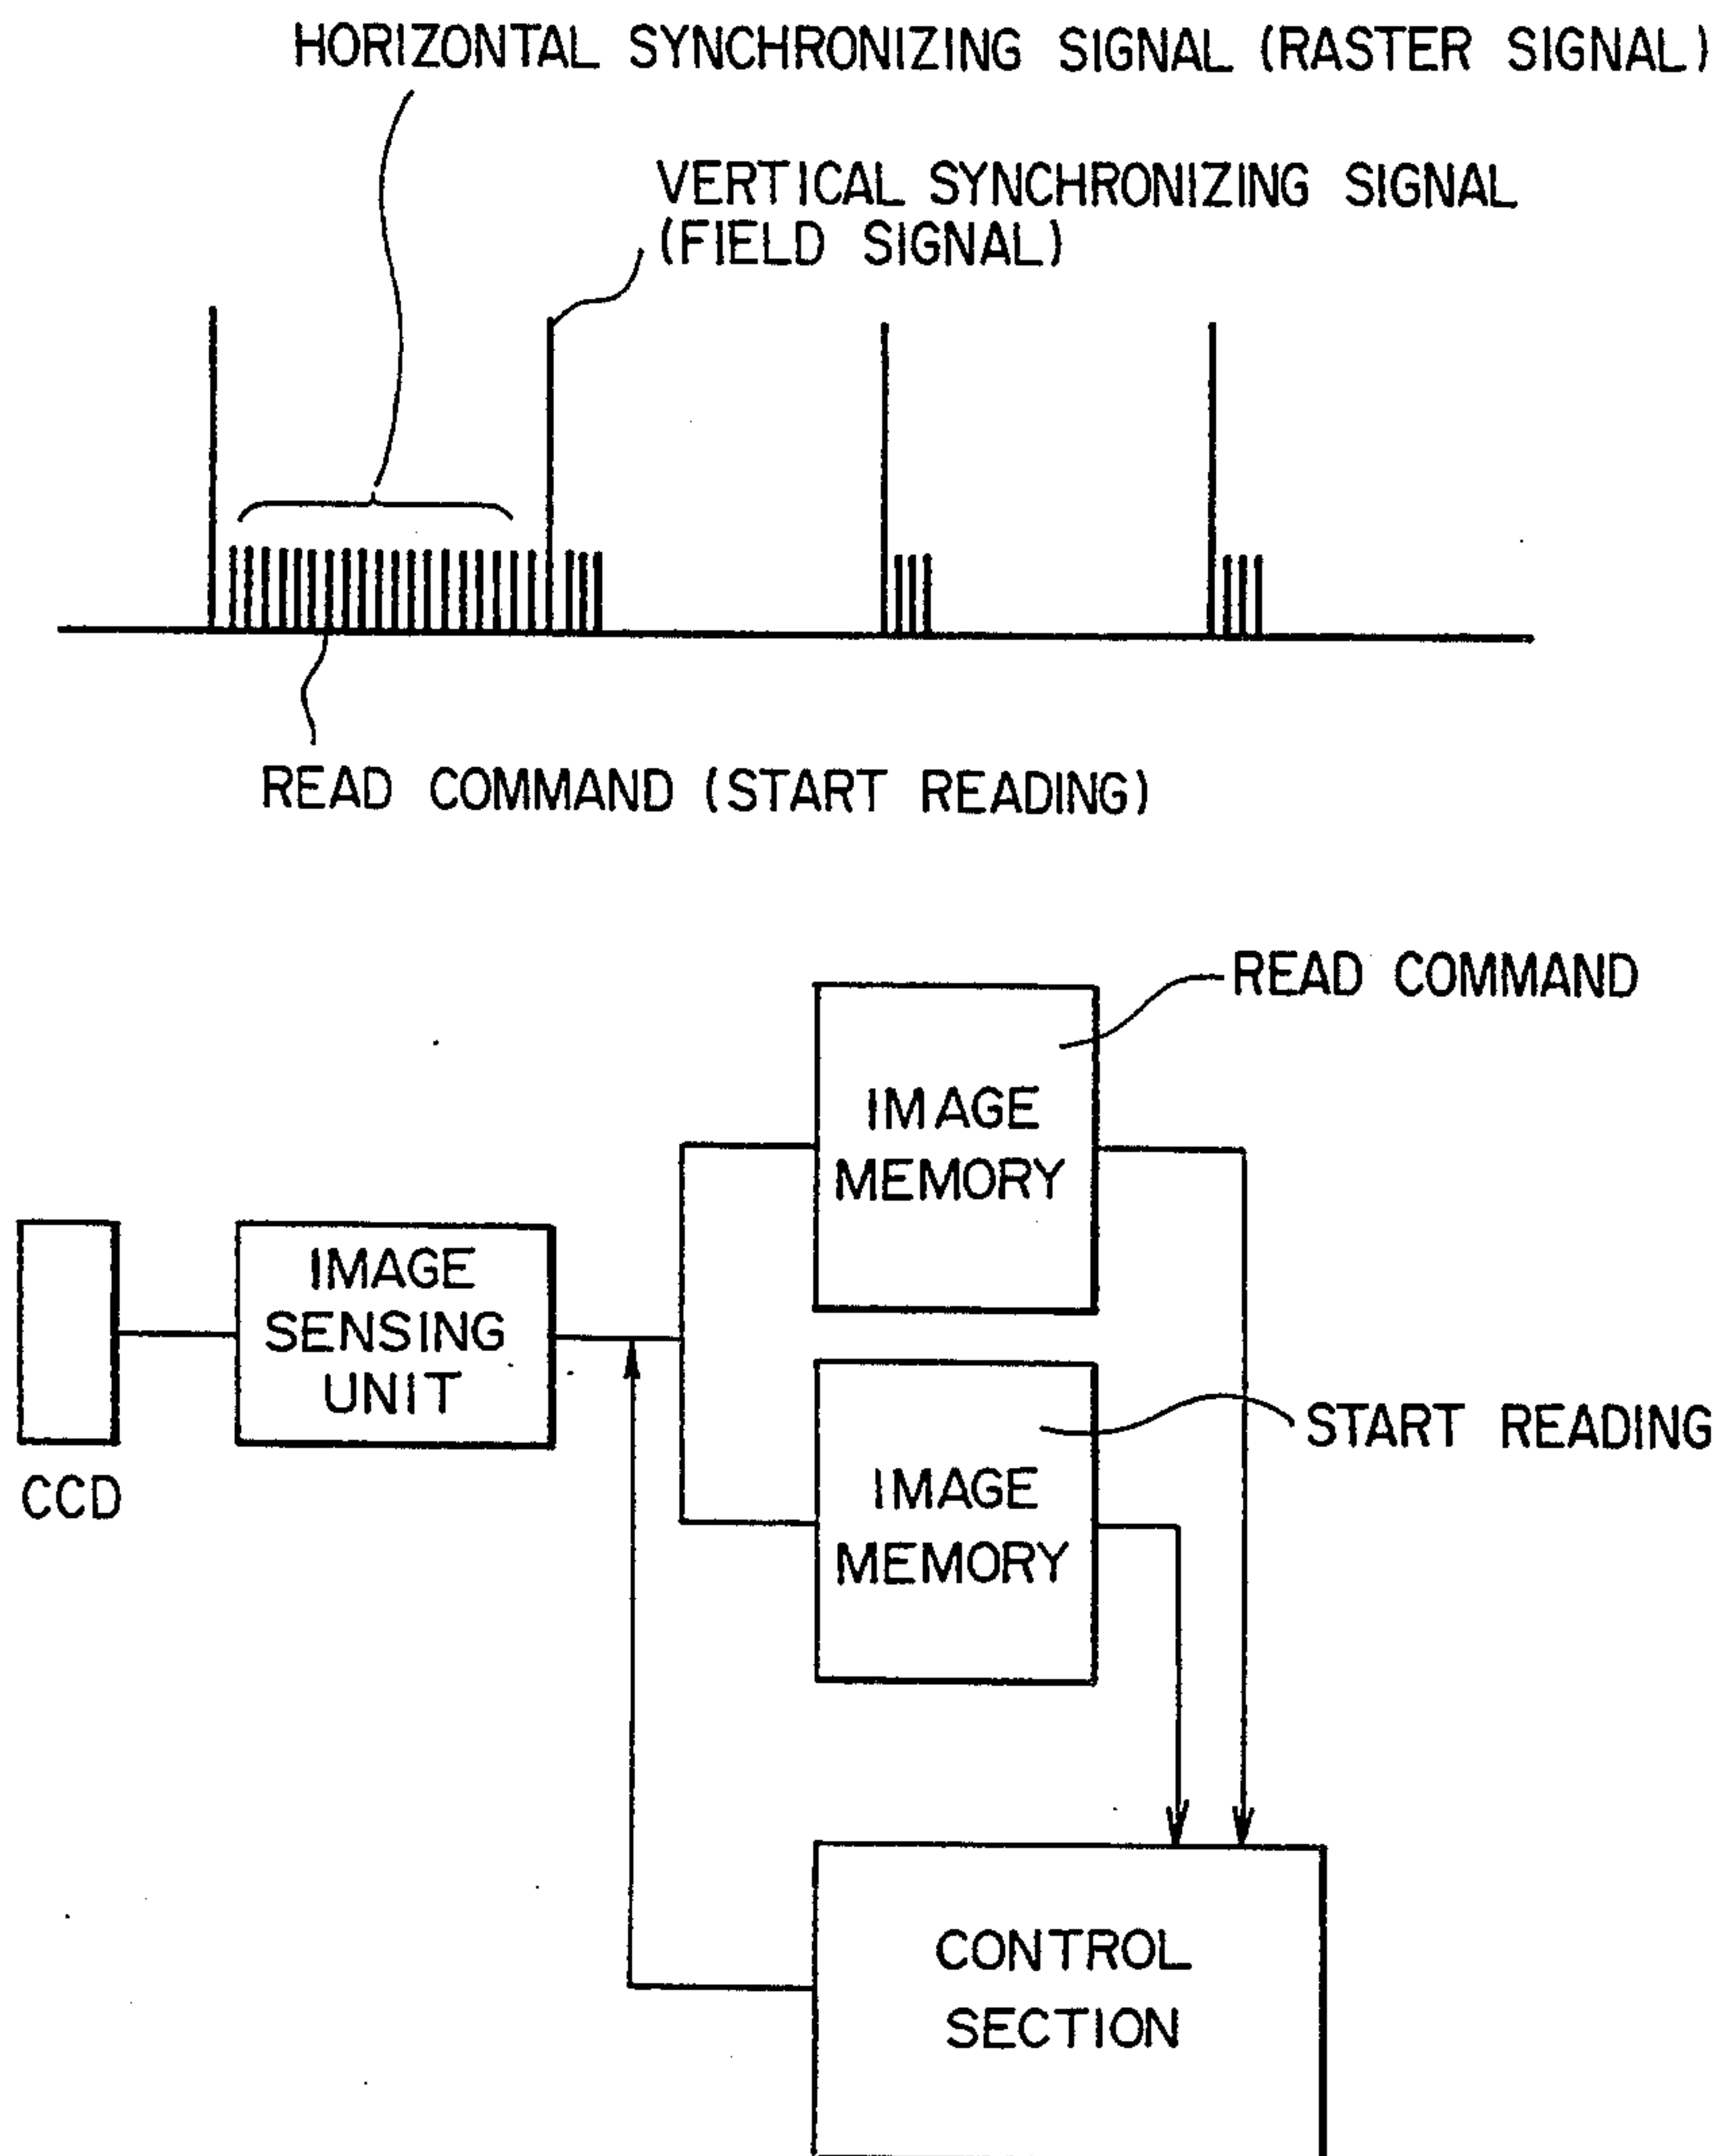 HORIZONTAL SYNCHRONIZING SIGNAL (RASTER SIGNAL)
VERTICAL SYNCHRONIZING SIGNAL
(FIELD SIGNAL)
READ COMMAND (START READING)
READ COMMAND
IMAGE
MEMORY
IMAGE
SENSING
UNIT
CCD
START READING
IMAGE
MEMORY
CONTROL
SECTION